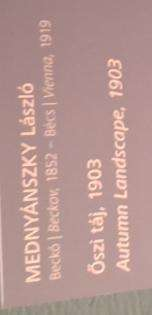 MEDNYÁNSZKY László
Beckó | Beckov, 1852 – Bécs | Vienna, 1919
Őszi táj, 1903
Autumn Landscape, 1903